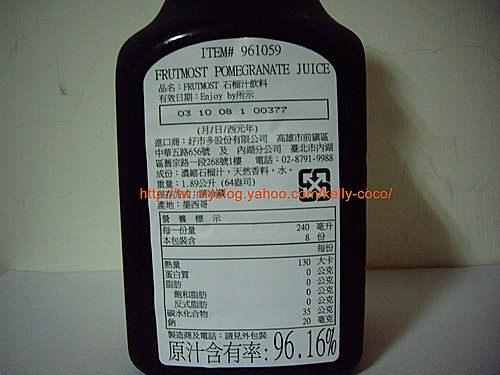 ITEM# 961059
FRUTMOST POMEGRANATE JUICE
品名：FRUTMOST 石榴汁飲料
有效日期：Enjoy by所示
03 10 08 1 00377
(月/日/西元年)
進口商：好市多股份有限公司 高雄市前鎮區
中華五路656號 及 內湖分公司 臺北市內湖
區舊宗路一段268號1樓 電話：02-8791-9988
成份：濃縮石榴汁，天然香料，水。
重量：1.89公升 (64盎司)
http://tw.myblog.yahoo.com/kelly-coco/
產地：墨西哥
營養標示
每一份量 240 毫升
本包裝含 8 份
每份
熱量 130 大卡
蛋白質 0 公克
脂肪 0 公克
飽和脂肪 0 公克
反式脂肪 0 公克
碳水化合物 35 公克
鈉 20 毫克
製造商及電話：請見外包裝
原汁含有率：96.16%